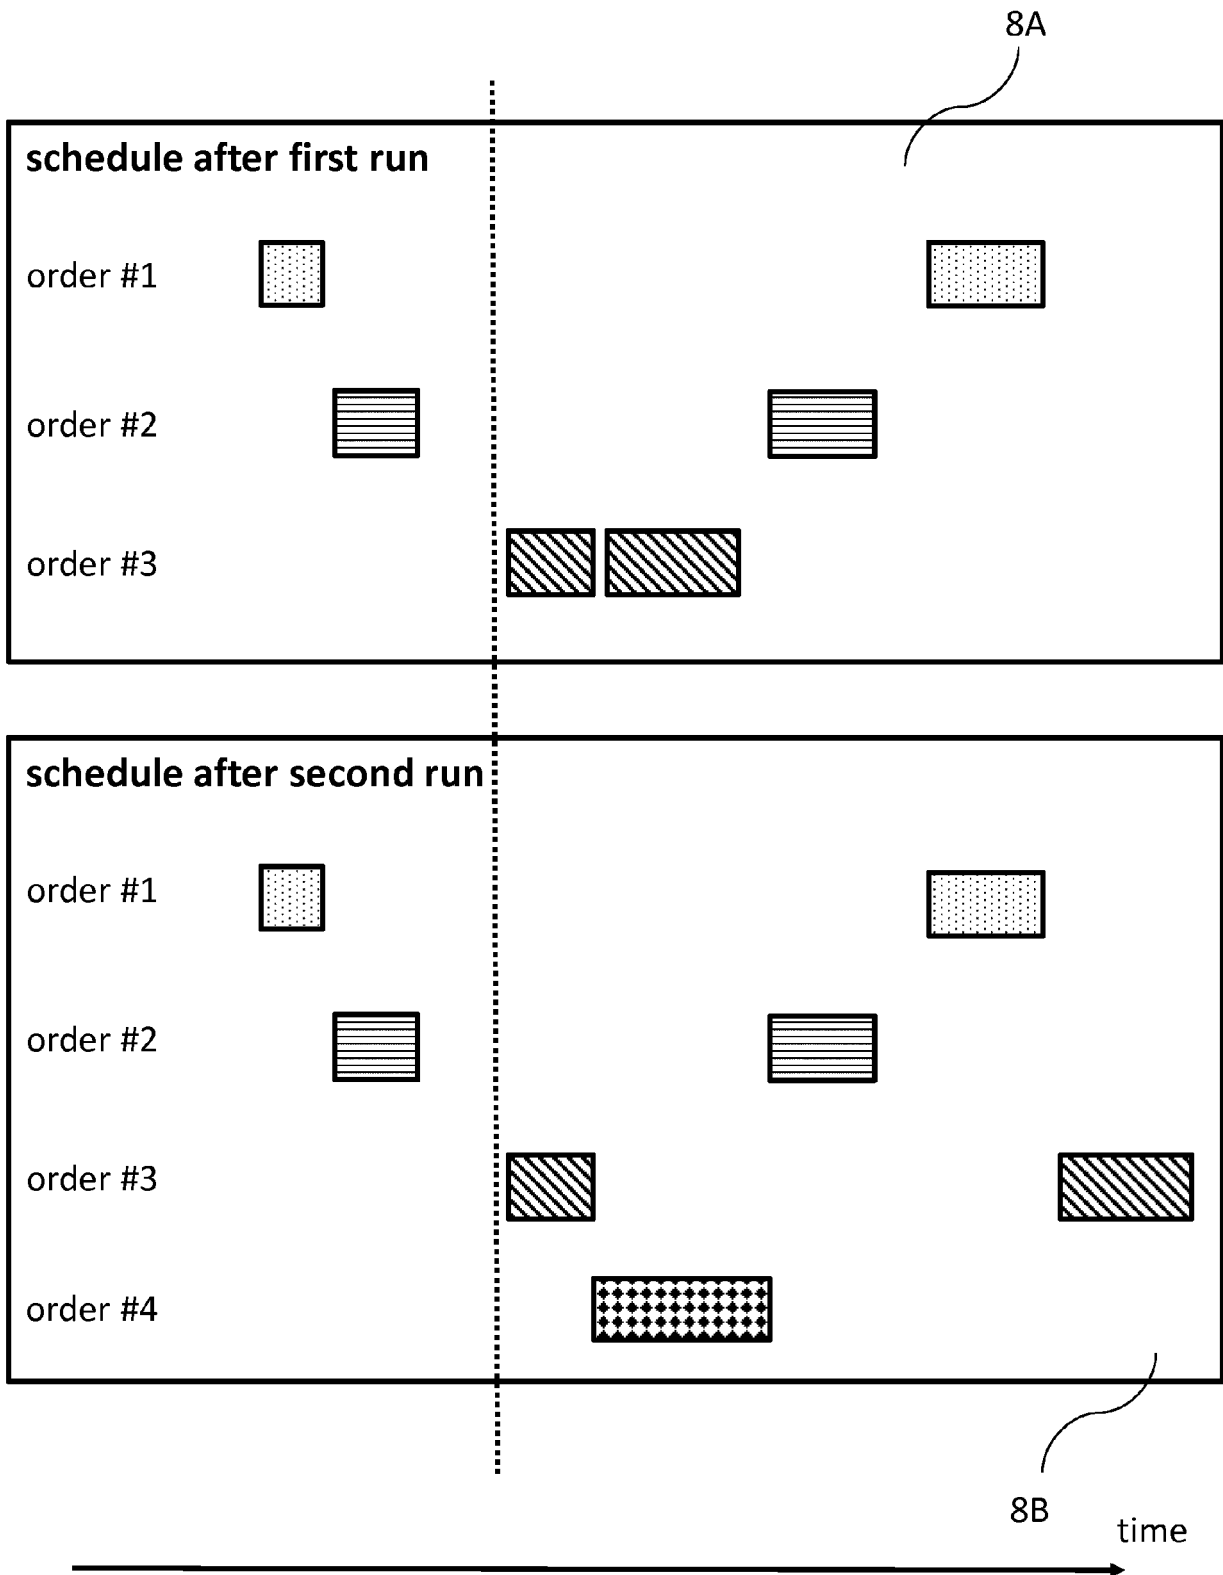 8A
schedule after first run
order #1
order #2
order #3
schedule after second run
order #1
order #2
order #3
order #4
8B
time